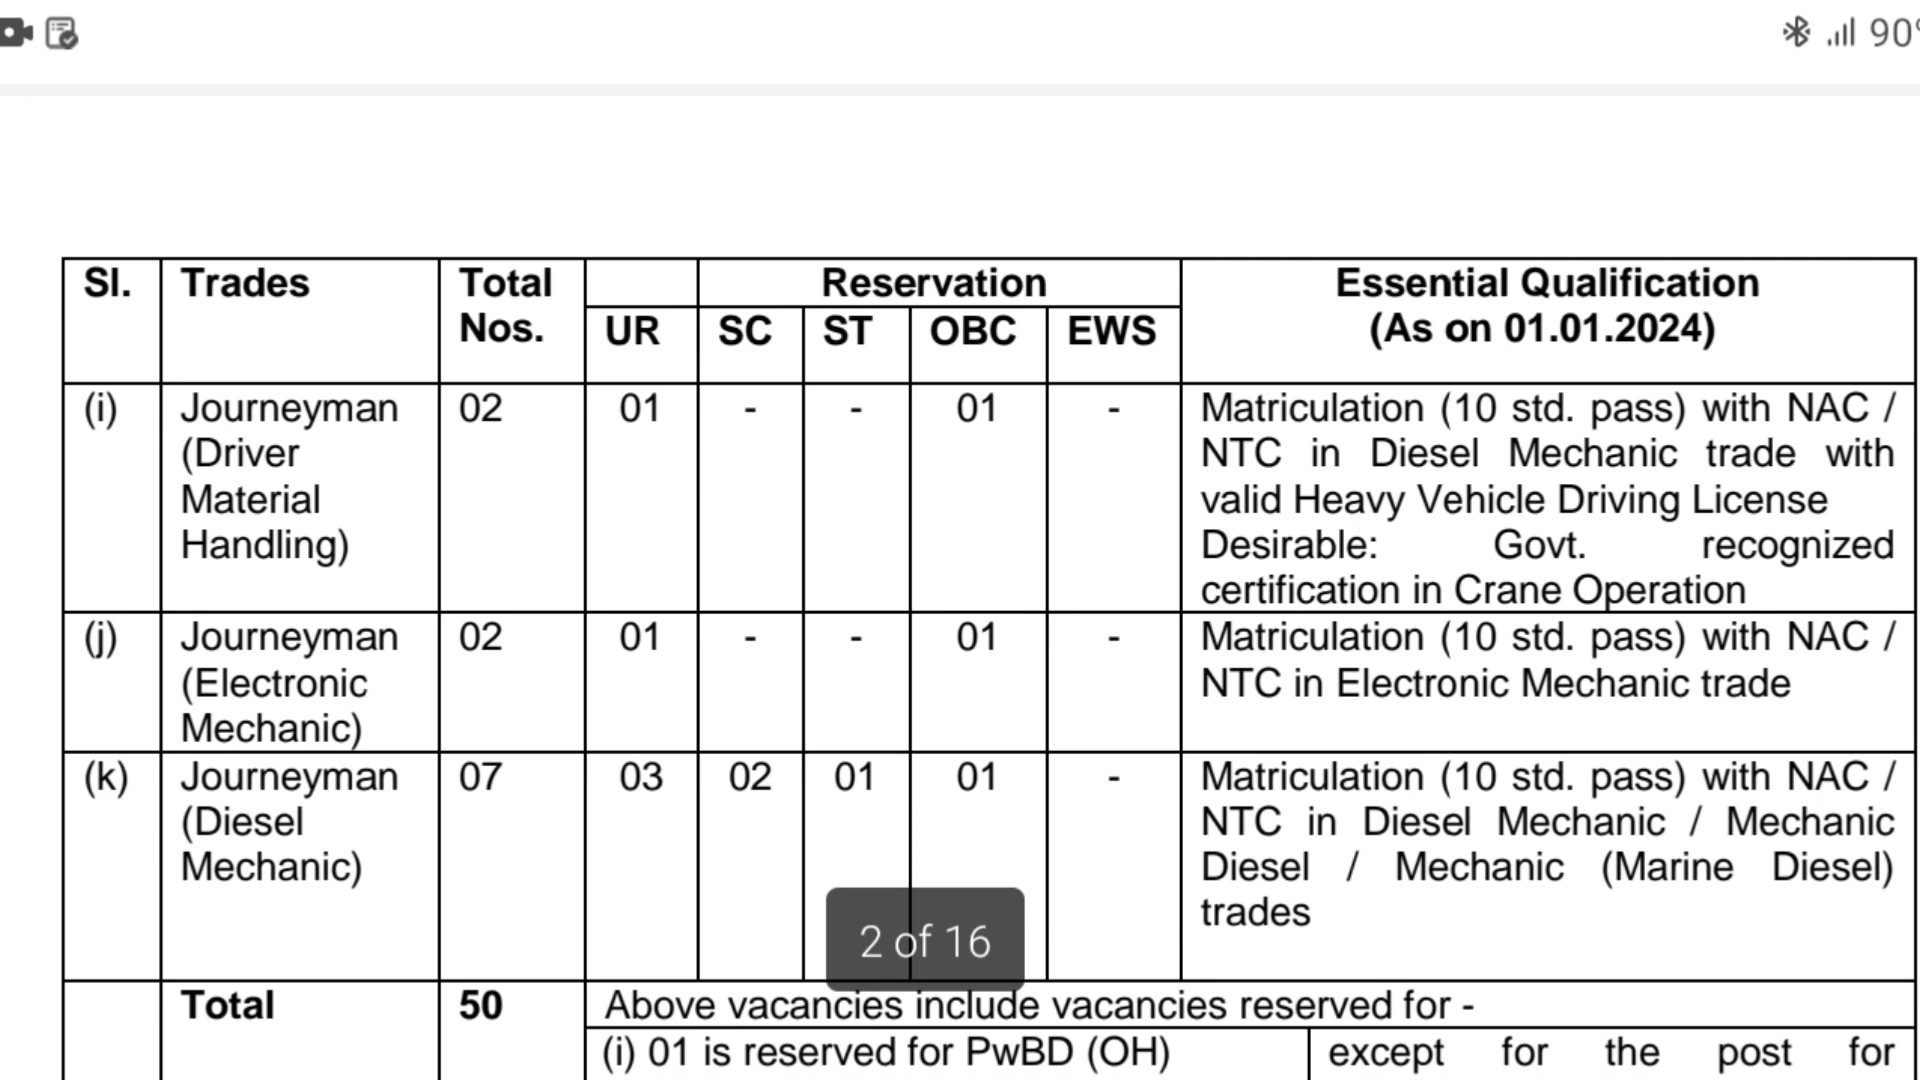 90
Sl. Trades Total Nos. Reservation Essential Qualification
(As on 01.01.2024)
UR SC ST OBC EWS
(i) Journeyman 02 01 - - 01 - Matriculation (10 std. pass) with NAC /
(Driver NTC in Diesel Mechanic trade with
Material valid Heavy Vehicle Driving License
Handling) Desirable: Govt. recognized
certification in Crane Operation
(j) Journeyman 02 01 - - 01 - Matriculation (10 std. pass) with NAC /
(Electronic NTC in Electronic Mechanic trade
Mechanic)
(k) Journeyman 07 03 02 01 01 - Matriculation (10 std. pass) with NAC /
(Diesel NTC in Diesel Mechanic / Mechanic
Mechanic) Diesel / Mechanic (Marine Diesel)
trades
2 of 16
Total 50 Above vacancies include vacancies reserved for -
(i) 01 is reserved for PwBD (OH) except for the post for